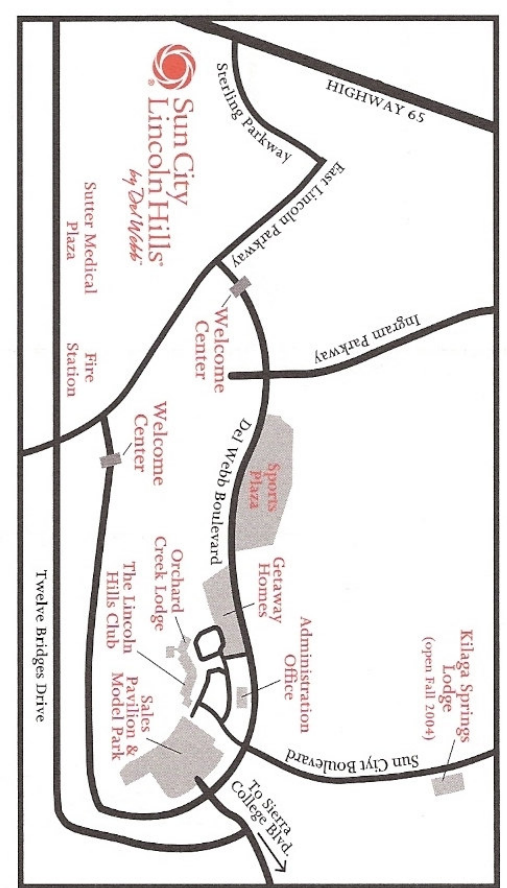 HIGHWAY 65
Sterling Parkway
East Lincoln Parkway
Ingram Parkway
Sun City
Lincoln Hills®
by Del Webb™
®
Sutter Medical
Plaza
Fire
Station
Welcome
Center
Welcome
Center
Del Webb Boulevard
Sports
plaza
Getaway
Homes
Administration
Office
Kilaga Springs
Lodge
(open Fall 2004)
Orchard
Creek Lodge
The Lincoln
Hills Club
Sales
Pavilion &
Model Park
Sun Ciyt Boulevard
To Sierra
College Blvd.
Twelve Bridges Drive